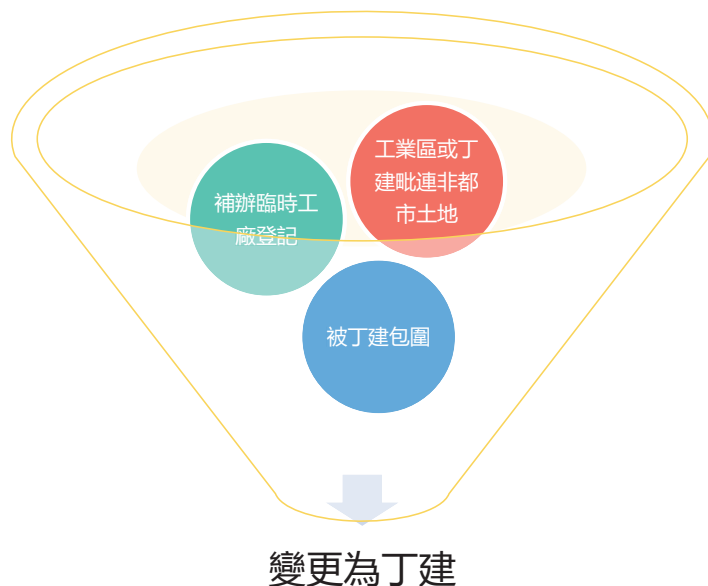 工業區或丁
建毗連非都
市土地
補辦臨時工
廠登記
被丁建包圍
變更為丁建